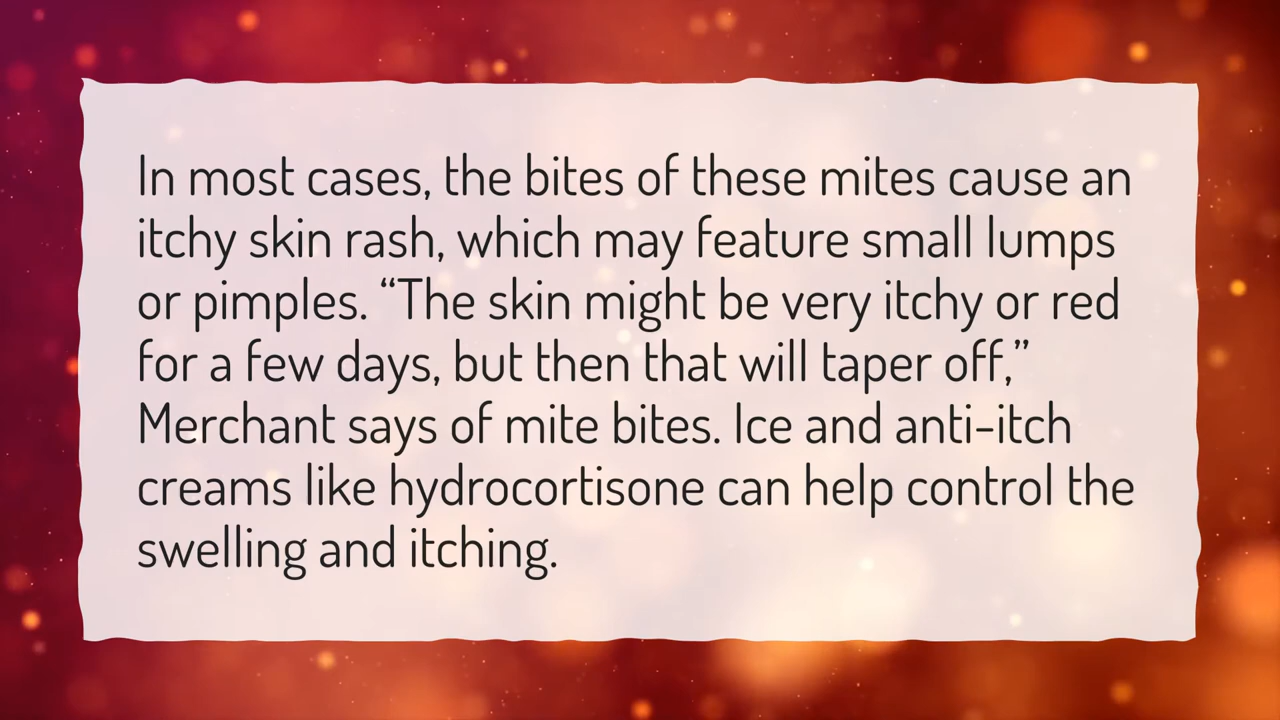 In most cases, the bites of these mites cause an
itchy skin rash, which may feature small lumps
or pimples. “The skin might be very itchy or red
for a few days, but then that will taper off,”
Merchant says of mite bites. Ice and anti-itch
creams like hydrocortisone can help control the
swelling and itching.